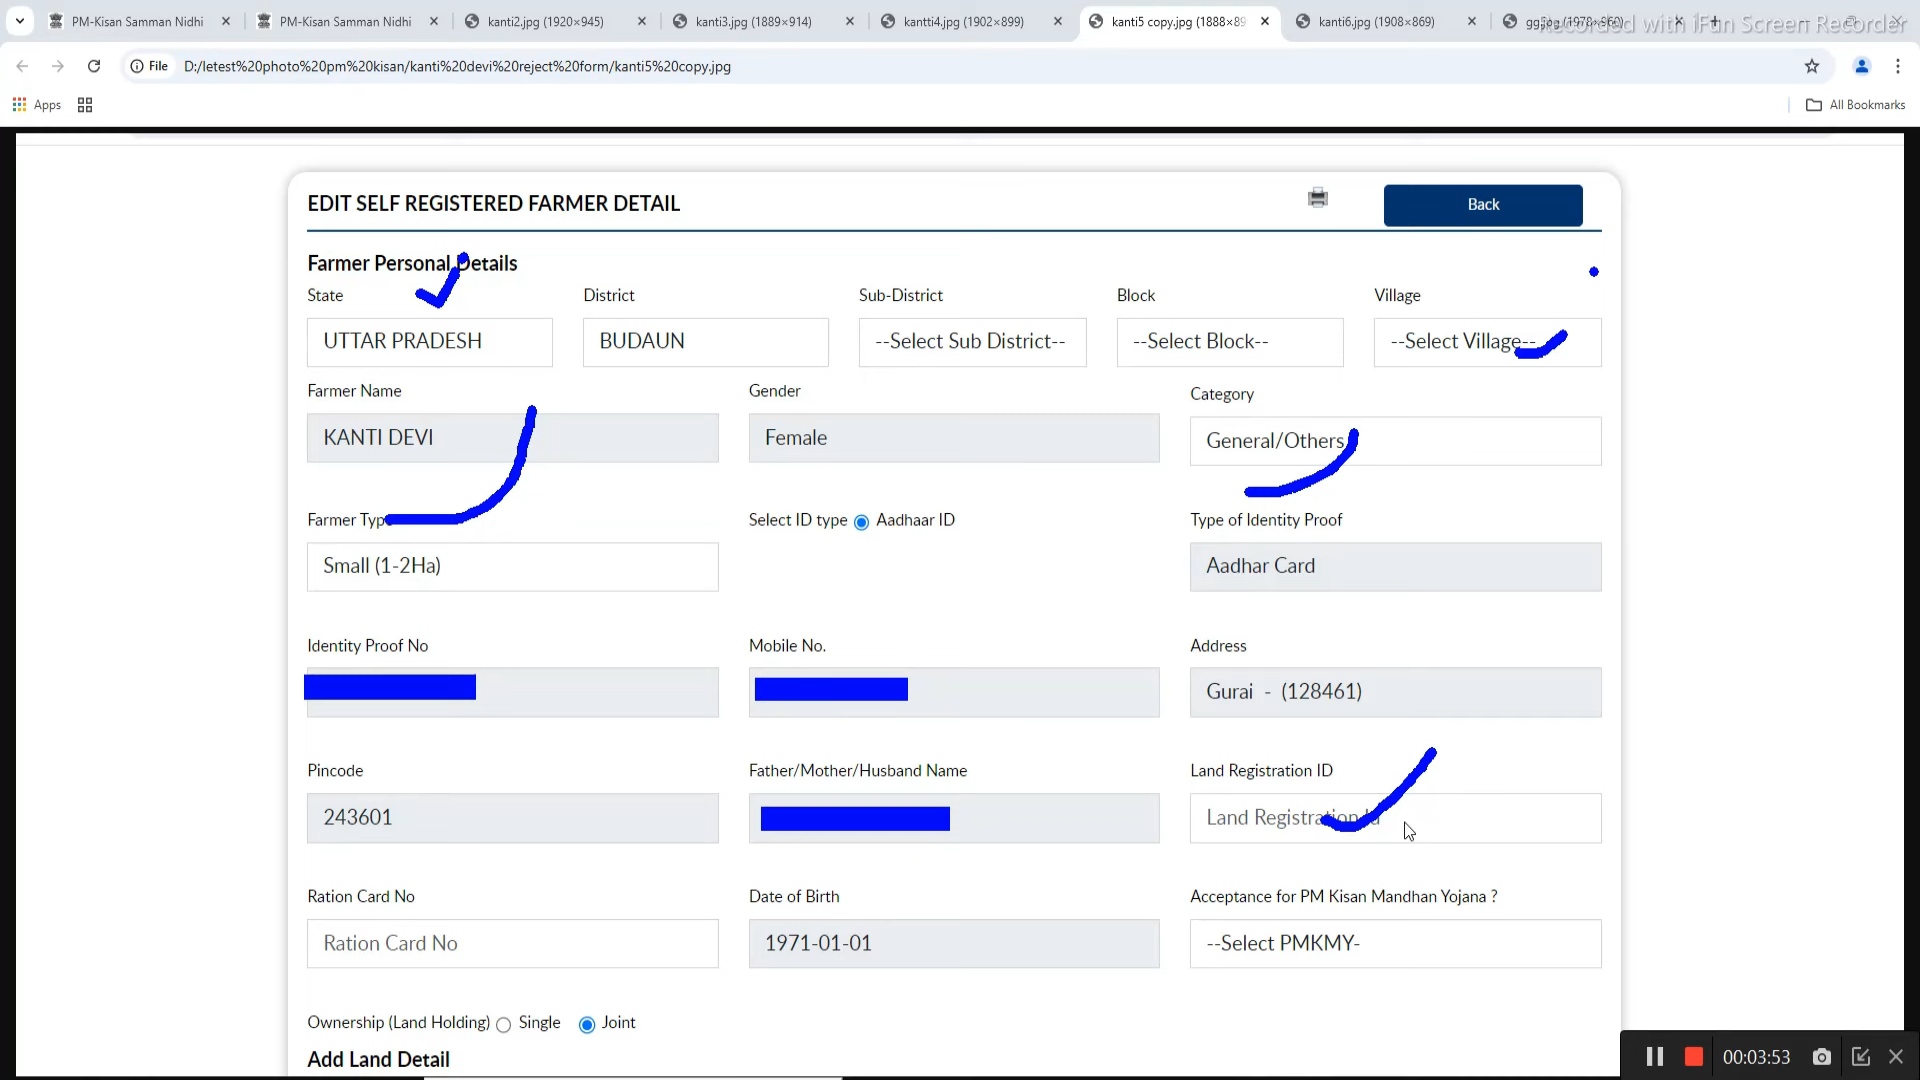 PM-Kisan Samman Nidhi
PM-Kisan Samman Nidhi
kanti2.jpg (1920×945)
kanti3.jpg (1889×914)
kantti4.jpg (1902×899)
kanti5 copy.jpg (1888×89
kanti6.jpg (1908×869)
gg.jpg (1978×960)
Recorded with iFun Screen Recorder
File
D:/letest%20photo%20pm%20kisan/kanti%20devi%20reject%20form/kanti5%20copy.jpg
Apps
All Bookmarks
EDIT SELF REGISTERED FARMER DETAIL
Back
Farmer Personal Details
State District Sub-District Block Village
UTTAR PRADESH BUDAUN --Select Sub District-- --Select Block-- --Select Village--
Farmer Name Gender Category
KANTI DEVI Female General/Others
Farmer Typ Select ID type Aadhaar ID Type of Identity Proof
Small (1-2Ha) Aadhar Card
Identity Proof No Mobile No. Address
Gurai - (128461)
Pincode Father/Mother/Husband Name Land Registration ID
243601 Land Registration Id
Ration Card No Date of Birth Acceptance for PM Kisan Mandhan Yojana ?
Ration Card No 1971-01-01 --Select PMKMY-
Ownership (Land Holding) Single Joint
Add Land Detail
00:03:53